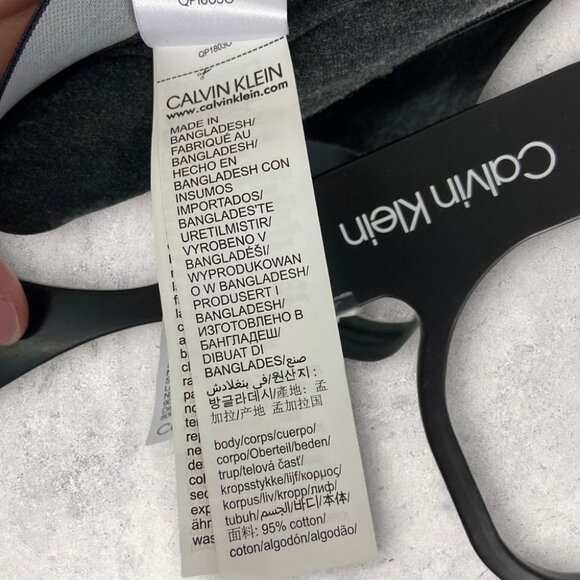 QP1803O
CALVIN KLEIN
www.calvinklein.com
MADE IN
BANGLADESH/
FABRIQUÉ AU
BANGLADESH/
HECHO EN
BANGLADESH CON
INSUMOS
IMPORTADOS/
BANGLADEŞ'TE
URETILMISTIR/
VYROBENO V
BANGLADÉŠI/
WYPRODUKOWAN
O W BANGLADESH/
PRODUSERT I
BANGLADESH/
ИЗГОТОВЛЕНО В
БАНГЛАДЕШ/
DIBUAT DI
BANGLADES/ صنع
في بنغلادش/원산지 :
방글라데시/產地：孟
加拉/产地 孟加拉国
body/corps/cuerpo/
corpo/Oberteil/beden/
trup/telová časť/
kropsstykke/lijf/κορμος/
korpus/liv/kropp/лиф/
tubuh/الجسم/바디/本体/
面料: 95% cotton/
coton/algodón/algodão/
Calvin Klein